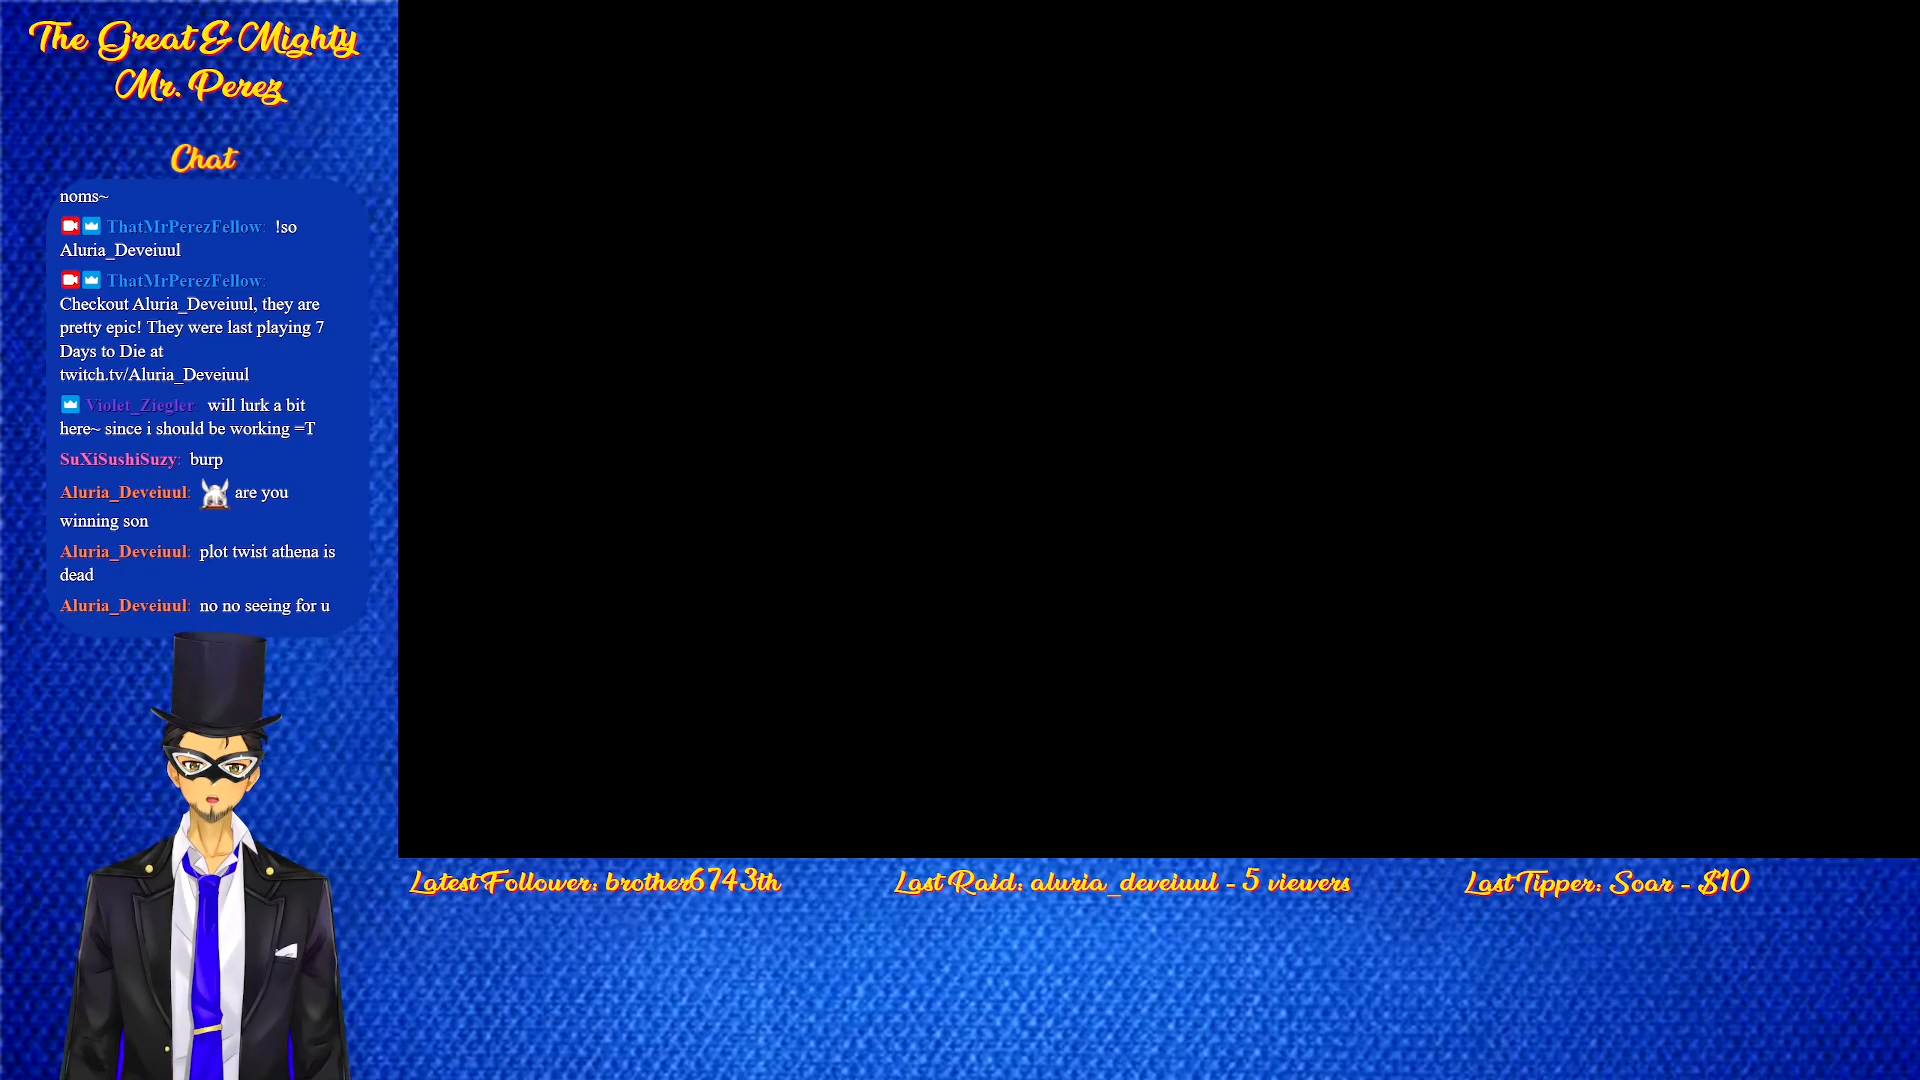 The Great & Mighty
Mr. Perez
Chat
noms~
ThatMrPerezFellow: !so
Aluria_Deveiuul
ThatMrPerezFellow:
Checkout Aluria_Deveiuul, they are
pretty epic! They were last playing 7
Days to Die at
twitch.tv/Aluria_Deveiuul
Violet_Ziegler: will lurk a bit
here~ since i should be working =T
SuXiSushiSuzy: burp
Aluria_Deveiuul: are you
winning son
Aluria_Deveiuul: plot twist athena is
dead
Aluria_Deveiuul: no no seeing for u
Latest Follower: brother6743th
Last Raid: aluria_deveiuul - 5 viewers
Last Tipper: Soar - $10